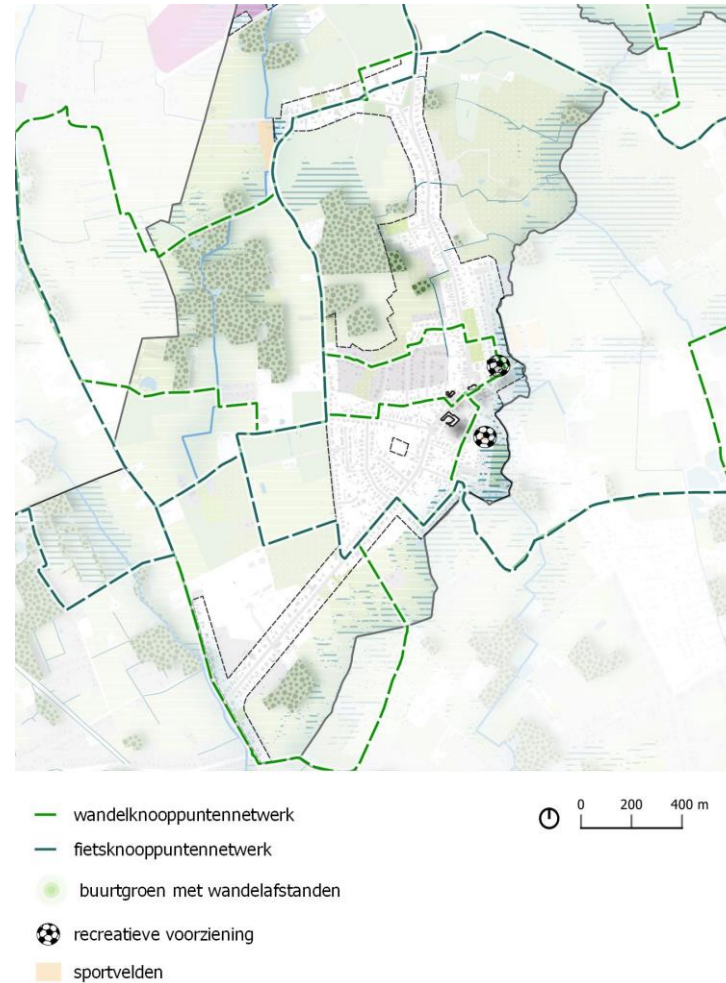 wandelknooppuntennetwerk
fietsknooppuntennetwerk
buurtgroen met wandelafstanden
recreatieve voorziening
sportvelden
0 200 400 m